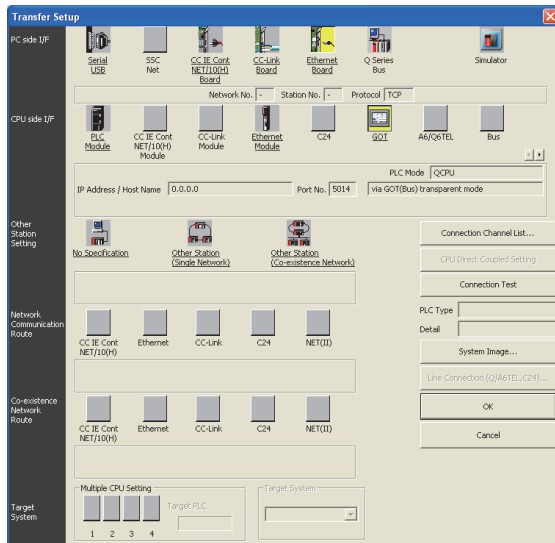 Transfer Setup
PC side I/F
Serial
USB
SSC
Net
CC IE Cont
NET/10(H)
Board
CC-Link
Board
Ethernet
Board
Q Series
Bus
Simulator
Network No. - Station No. - Protocol TCP
CPU side I/F
PLC
Module
CC IE Cont
NET/10(H)
Module
CC-Link
Module
Ethernet
Module
C24
GOT
A6/Q6TEL
Bus
PLC Mode QCPU
IP Address / Host Name 0.0.0.0 Port No. 5014 via GOT(Bus) transparent mode
Other
Station
Setting
No Specification
Other Station
(Single Network)
Other Station
(Co-existence Network)
Connection Channel List...
CPU Direct Coupled Setting
Connection Test
PLC Type
Detail
System Image...
Line Connection (Q/A6TEL,C24)...
OK
Cancel
Network
Communication
Route
CC IE Cont
NET/10(H)
Ethernet
CC-Link
C24
NET(II)
Co-existence
Network
Route
CC IE Cont
NET/10(H)
Ethernet
CC-Link
C24
NET(II)
Target
System
Multiple CPU Setting
1 2 3 4
Target PLC
Target System